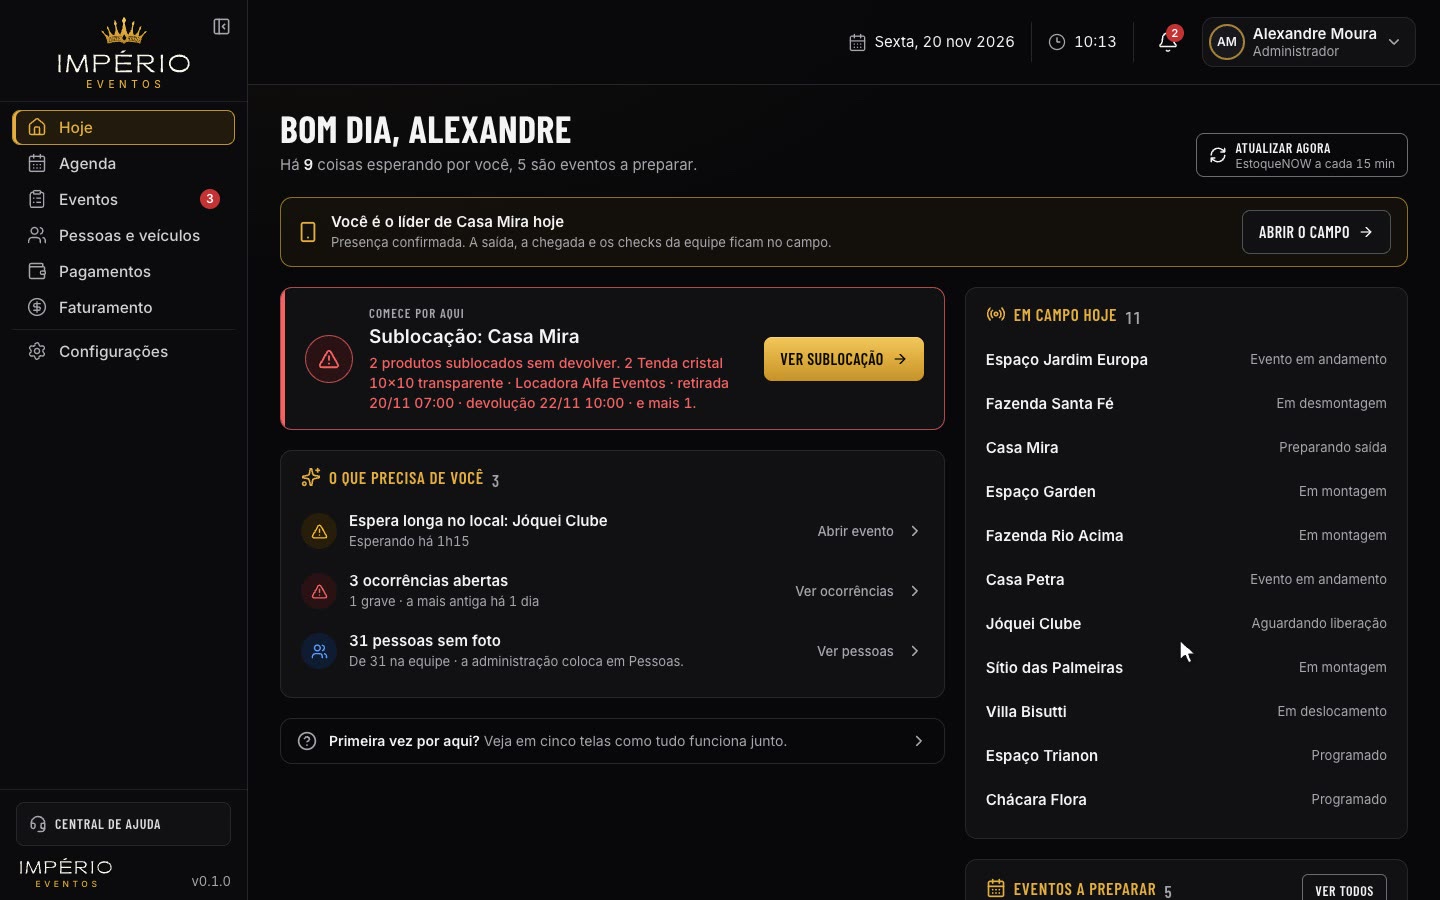 IMPÉRIO
EVENTOS
Hoje
Agenda
Eventos
3
Pessoas e veículos
Pagamentos
Faturamento
Configurações
CENTRAL DE AJUDA
IMPÉRIO
EVENTOS
v0.1.0
Sexta, 20 nov 2026
10:13
2
AM
Alexandre Moura
Administrador
BOM DIA, ALEXANDRE
Há 9 coisas esperando por você, 5 são eventos a preparar.
ATUALIZAR AGORA
EstoqueNOW a cada 15 min
Você é o líder de Casa Mira hoje
Presença confirmada. A saída, a chegada e os checks da equipe ficam no campo.
ABRIR O CAMPO
COMECE POR AQUI
Sublocação: Casa Mira
2 produtos sublocados sem devolver. 2 Tenda cristal
10×10 transparente · Locadora Alfa Eventos · retirada
20/11 07:00 · devolução 22/11 10:00 · e mais 1.
VER SUBLOCAÇÃO
O QUE PRECISA DE VOCÊ 3
Espera longa no local: Jóquei Clube
Esperando há 1h15
Abrir evento
3 ocorrências abertas
1 grave · a mais antiga há 1 dia
Ver ocorrências
31 pessoas sem foto
De 31 na equipe · a administração coloca em Pessoas.
Ver pessoas
Primeira vez por aqui? Veja em cinco telas como tudo funciona junto.
EM CAMPO HOJE 11
Espaço Jardim Europa Evento em andamento
Fazenda Santa Fé Em desmontagem
Casa Mira Preparando saída
Espaço Garden Em montagem
Fazenda Rio Acima Em montagem
Casa Petra Evento em andamento
Jóquei Clube Aguardando liberação
Sítio das Palmeiras Em montagem
Villa Bisutti Em deslocamento
Espaço Trianon Programado
Chácara Flora Programado
EVENTOS A PREPARAR 5
VER TODOS